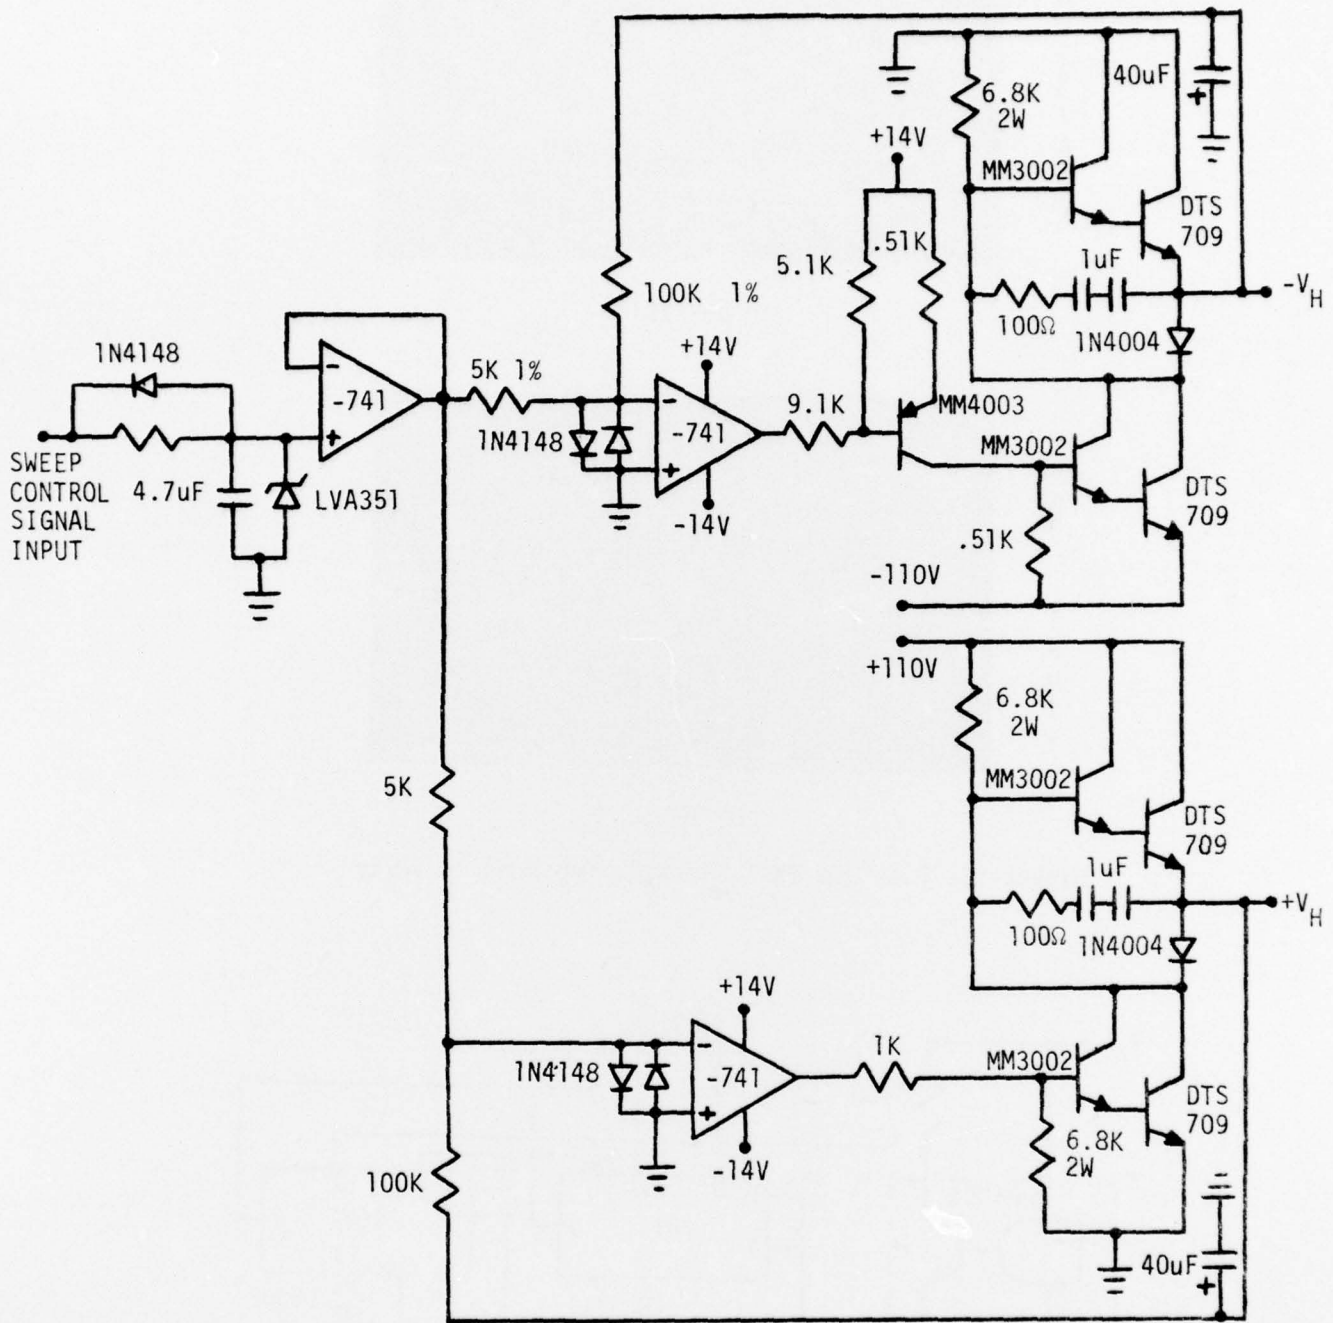 40uF
+
6.8K
2W
+14V
MM3002
DTS
709
.51K
5.1K
1uF
100K 1%
-V_H
100Ω
1N4004
1N4148
-
-741
+
5K 1%
+14V
-
-741
+
-14V
1N4148
9.1K
MM4003
MM3002
DTS
709
SWEEP
CONTROL
SIGNAL
INPUT
4.7uF
LVA351
.51K
-110V
+110V
6.8K
2W
5K
MM3002
DTS
709
1uF
+V_H
100Ω
1N4004
+14V
1N4148
-
-741
+
-14V
1K
MM3002
DTS
709
6.8K
2W
100K
40uF
+